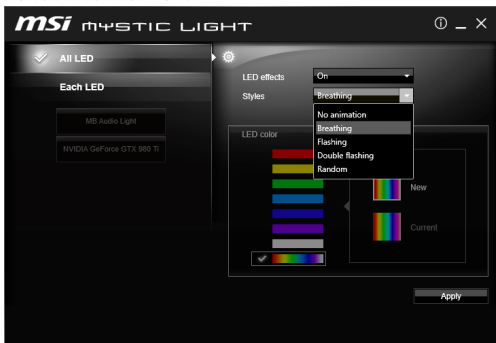 msi MYSTIC LIGHT
All LED
Each LED
MB Audio Light
NVIDIA GeForce GTX 980 Ti
LED effects
On
Styles
Breathing
No animation
Breathing
Flashing
Double flashing
Random
LED color
New
Current
Apply